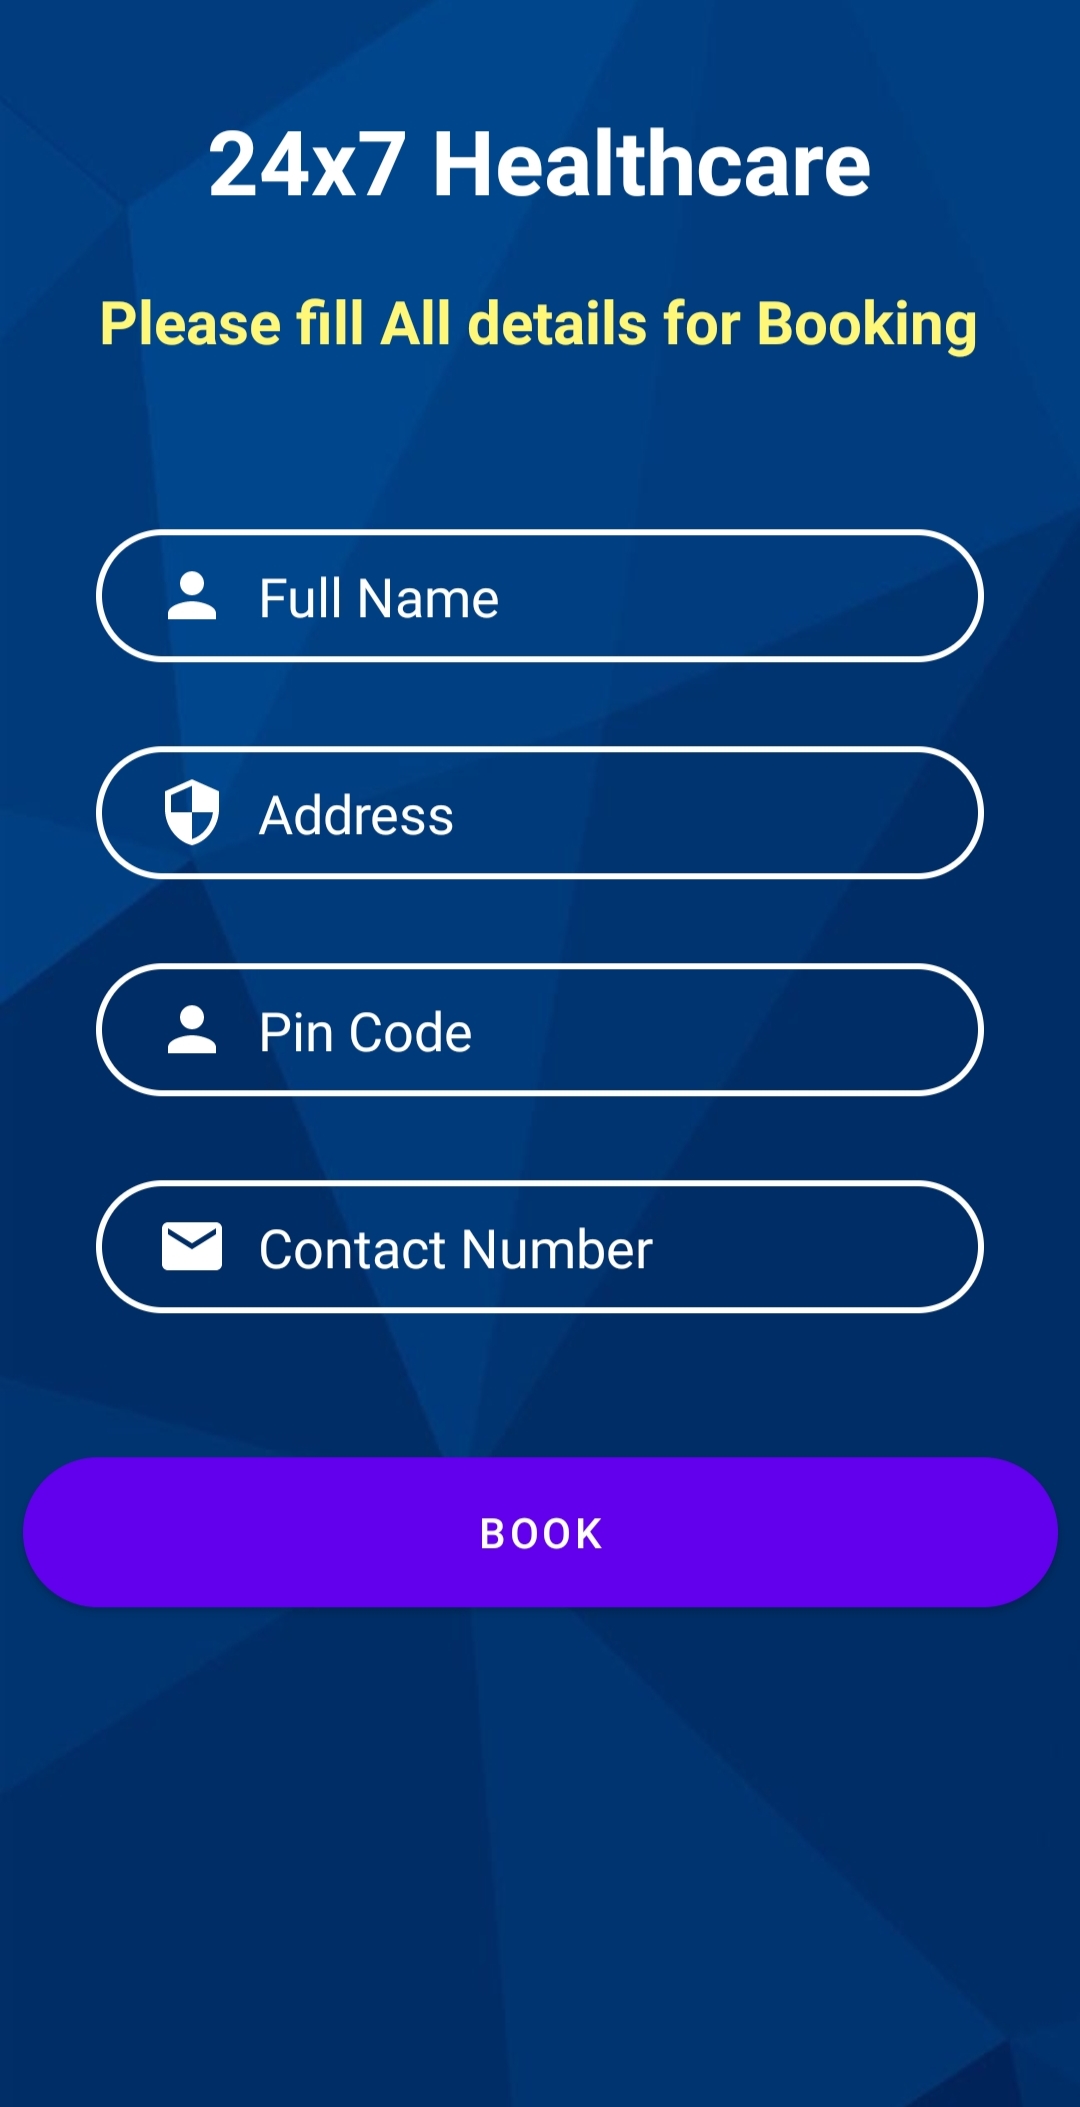 24x7 Healthcare
Please fill All details for Booking
Full Name
Address
Pin Code
Contact Number
BOOK